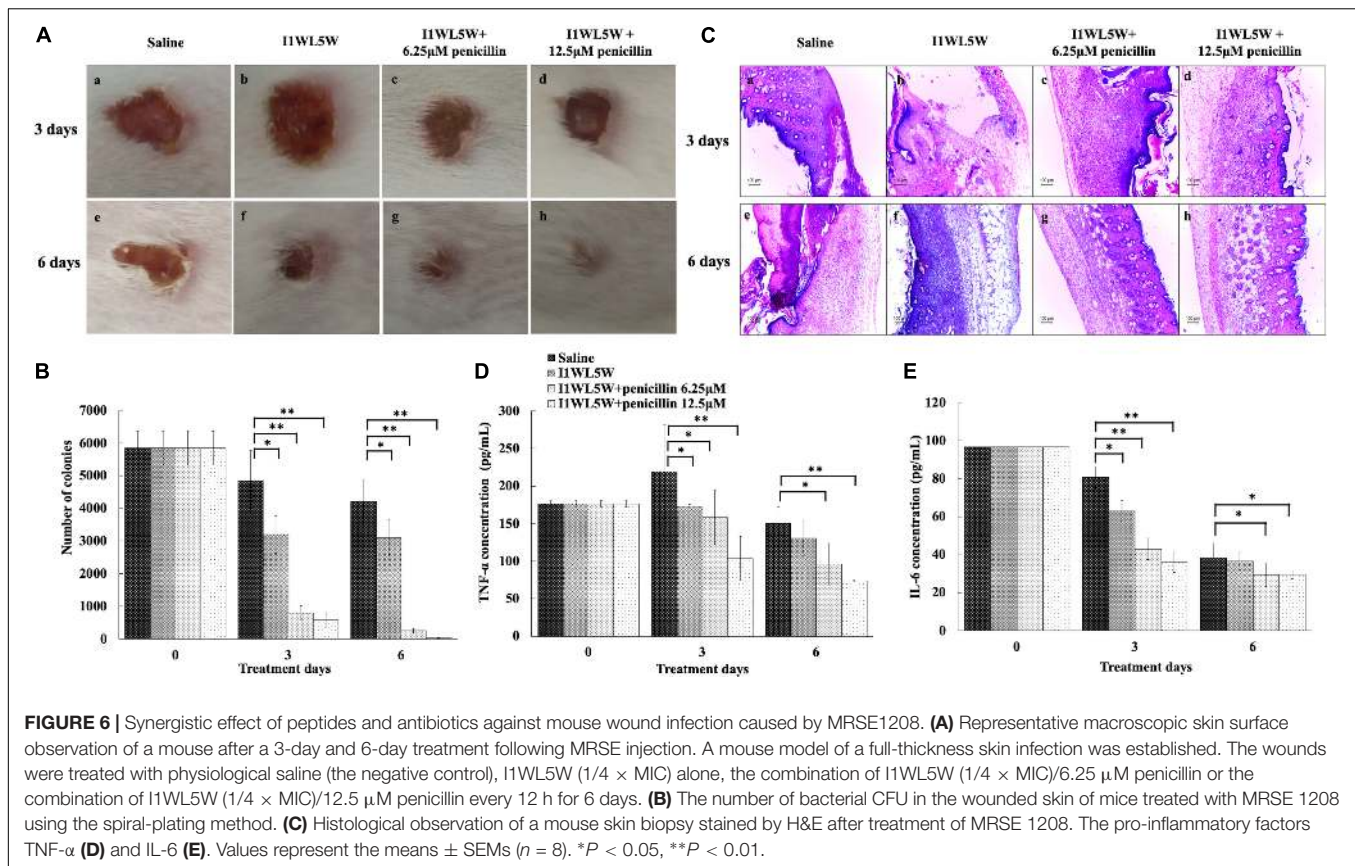 A
Saline
I1WL5W
I1WL5W+
6.25μM penicillin
I1WL5W +
12.5μM penicillin
3 days
a
b
c
d
6 days
e
f
g
h
C
Saline
I1WL5W
I1WL5W+
6.25μM penicillin
I1WL5W +
12.5μM penicillin
3 days
a
b
c
d
6 days
e
f
g
h
B
Number of colonies
7000
6000
5000
4000
3000
2000
1000
0
**
**
*
**
**
*
0
3
6
Treatment days
D
Saline
I1WL5W
I1WL5W+penicillin 6.25μM
I1WL5W+penicillin 12.5μM
TNF-α concentration (pg/mL)
300
250
200
150
100
50
0
**
*
*
**
*
0
3
6
Treatment days
E
IL-6 concentration (pg/mL)
120
100
80
60
40
20
0
**
**
*
*
*
0
3
6
Treatment days
FIGURE 6 | Synergistic effect of peptides and antibiotics against mouse wound infection caused by MRSE1208. (A) Representative macroscopic skin surface
observation of a mouse after a 3-day and 6-day treatment following MRSE injection. A mouse model of a full-thickness skin infection was established. The wounds
were treated with physiological saline (the negative control), I1WL5W (1/4 × MIC) alone, the combination of I1WL5W (1/4 × MIC)/6.25 μM penicillin or the
combination of I1WL5W (1/4 × MIC)/12.5 μM penicillin every 12 h for 6 days. (B) The number of bacterial CFU in the wounded skin of mice treated with MRSE 1208
using the spiral-plating method. (C) Histological observation of a mouse skin biopsy stained by H&E after treatment of MRSE 1208. The pro-inflammatory factors
TNF-α (D) and IL-6 (E). Values represent the means ± SEMs (n = 8). *P < 0.05, **P < 0.01.